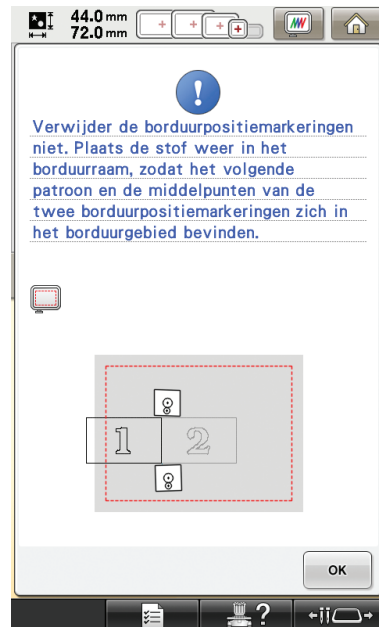 44.0 mm
72.0 mm
Verwijder de borduurpositiemarkeringen
niet. Plaats de stof weer in het
borduurraam, zodat het volgende
patroon en de middelpunten van de
twee borduurpositiemarkeringen zich in
het borduurgebied bevinden.
1 2
OK
?